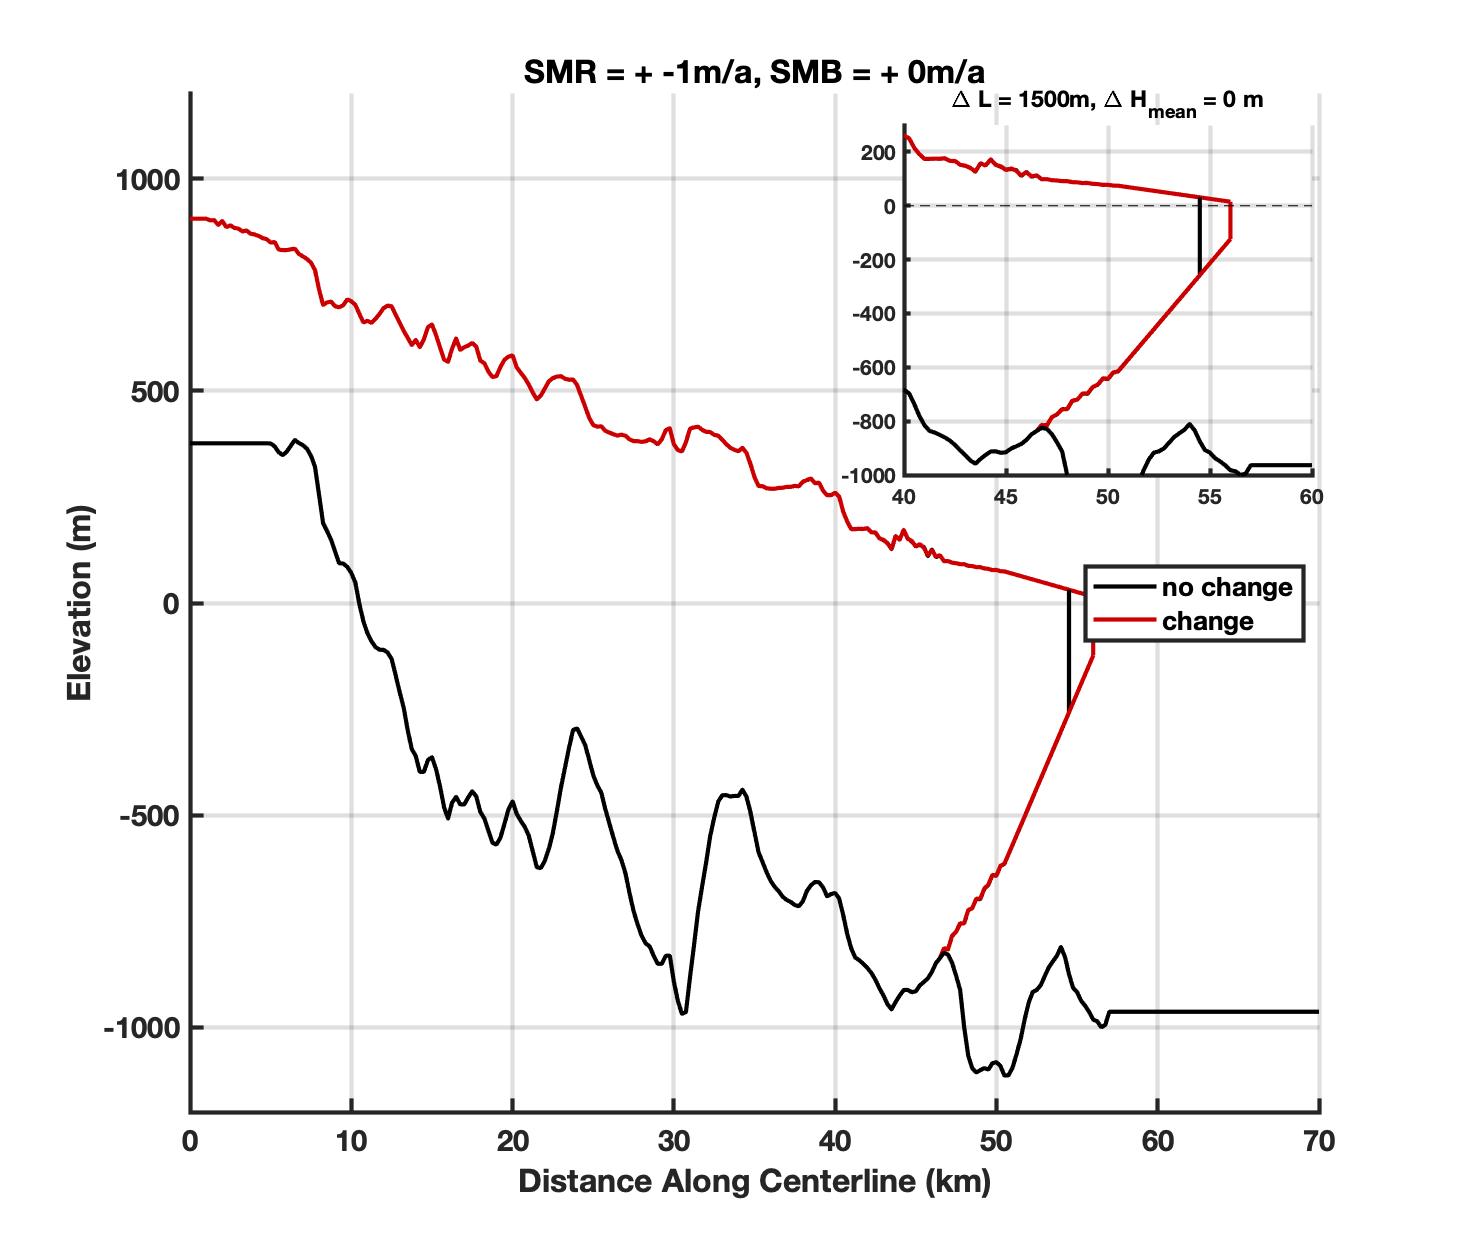 SMR = + -1m/a, SMB = + 0m/a
Δ L = 1500m, Δ Hmean = 0 m
200
0
-200
-400
-600
-800
-1000
40 45 50 55 60
1000
500
0
-500
-1000
Elevation (m)
no change
change
0 10 20 30 40 50 60 70
Distance Along Centerline (km)